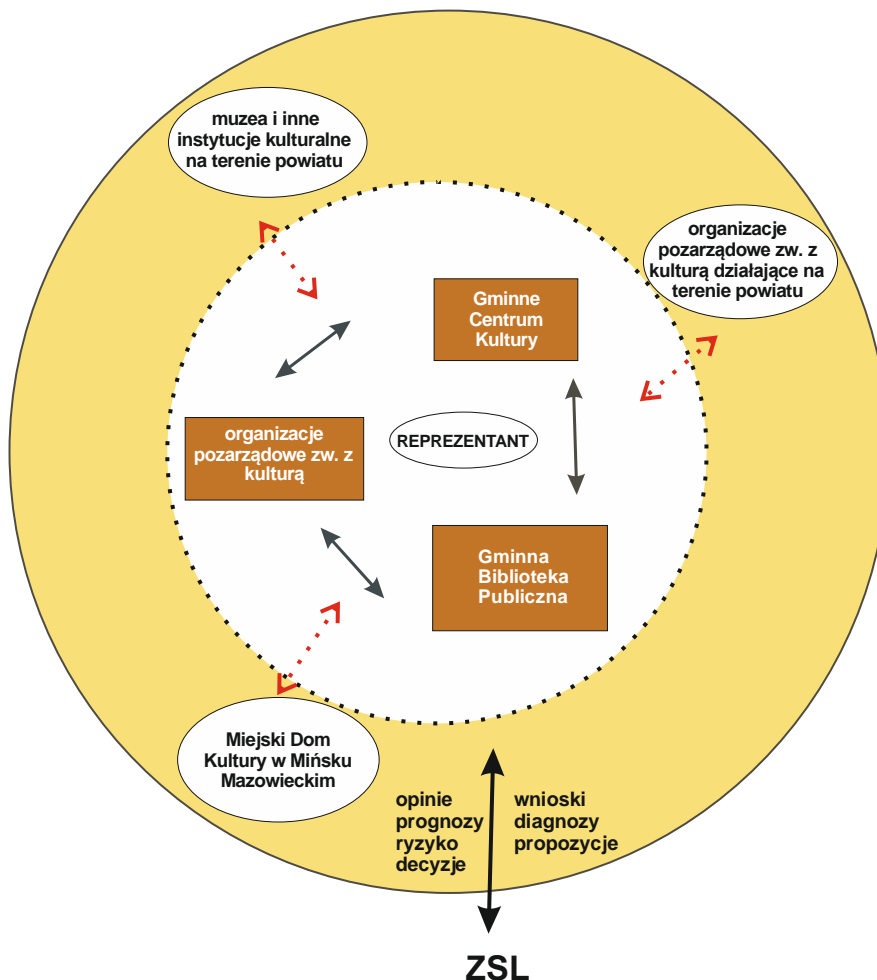 muzea i inne
instytucje kulturalne
na terenie powiatu
organizacje
pozarządowe zw. z
kulturą działające na
terenie powiatu
Gminne
Centrum
Kultury
organizacje
pozarządowe zw. z
kulturą
REPREZENTANT
Gminna
Biblioteka
Publiczna
Miejski Dom
Kultury w Mińsku
Mazowieckim
opinie
prognozy
ryzyko
decyzje
wnioski
diagnozy
propozycje
ZSL